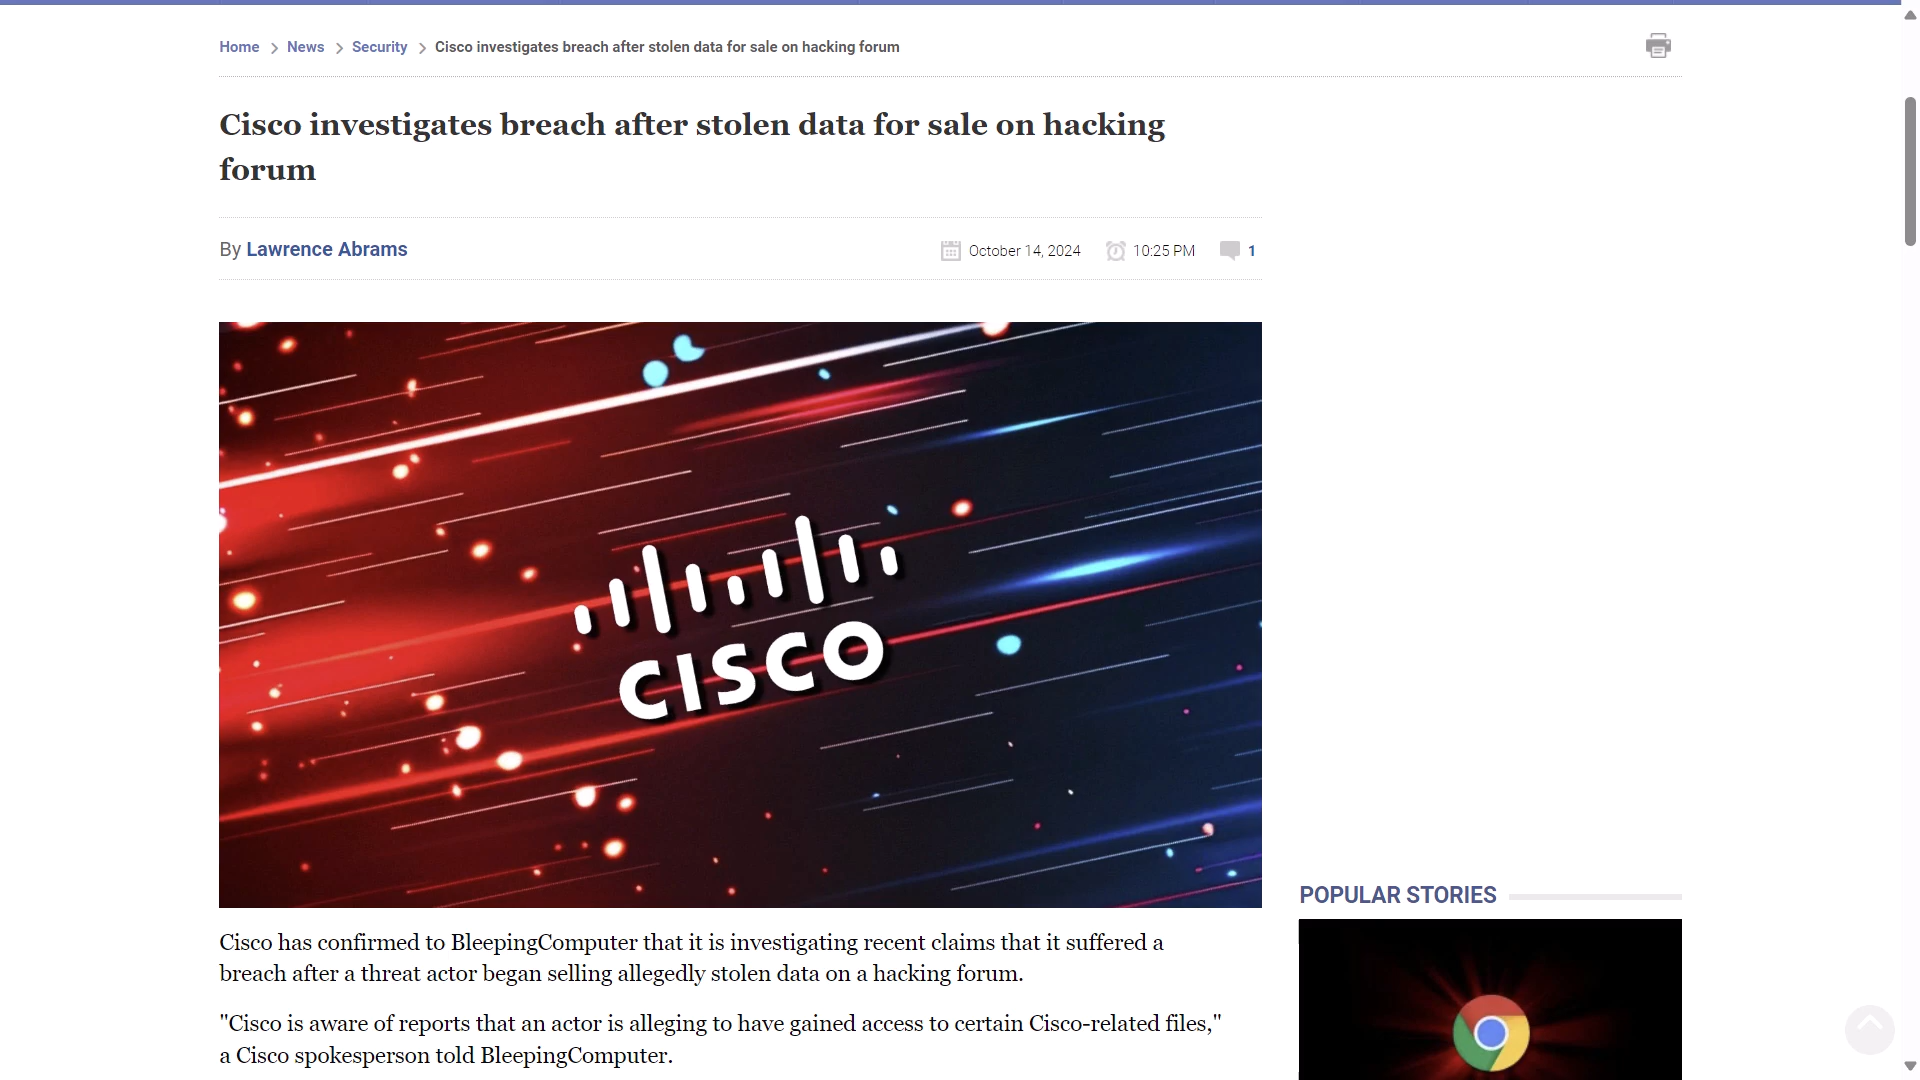 Home > News > Security > Cisco investigates breach after stolen data for sale on hacking forum
Cisco investigates breach after stolen data for sale on hacking
forum
By Lawrence Abrams
October 14, 2024 10:25 PM 1
CISCO
Cisco has confirmed to BleepingComputer that it is investigating recent claims that it suffered a
breach after a threat actor began selling allegedly stolen data on a hacking forum.
"Cisco is aware of reports that an actor is alleging to have gained access to certain Cisco-related files,"
a Cisco spokesperson told BleepingComputer.
POPULAR STORIES